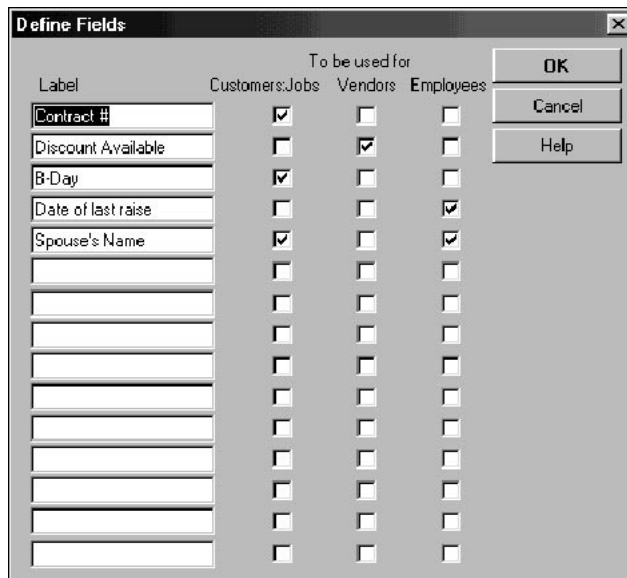 Define Fields
To be used for
Label Customers:Jobs Vendors Employees
Contract #
Discount Available
B-Day
Date of last raise
Spouse's Name
OK
Cancel
Help